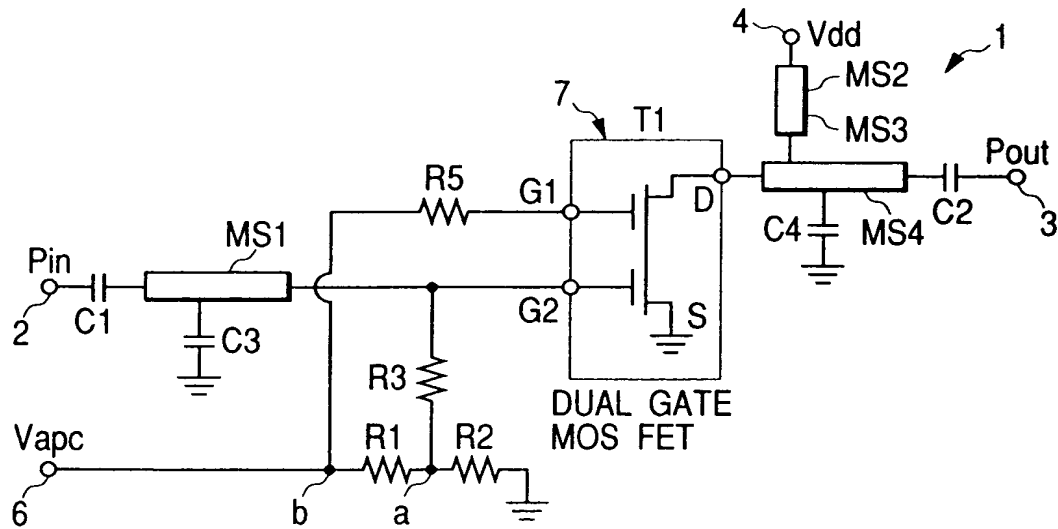 4
Vdd
1
MS2
7
T1
MS3
Pout
R5
G1
D
C2
3
C4
MS4
MS1
Pin
G2
S
2
C1
C3
R3
DUAL GATE
MOS FET
Vapc
R1
R2
6
b
a